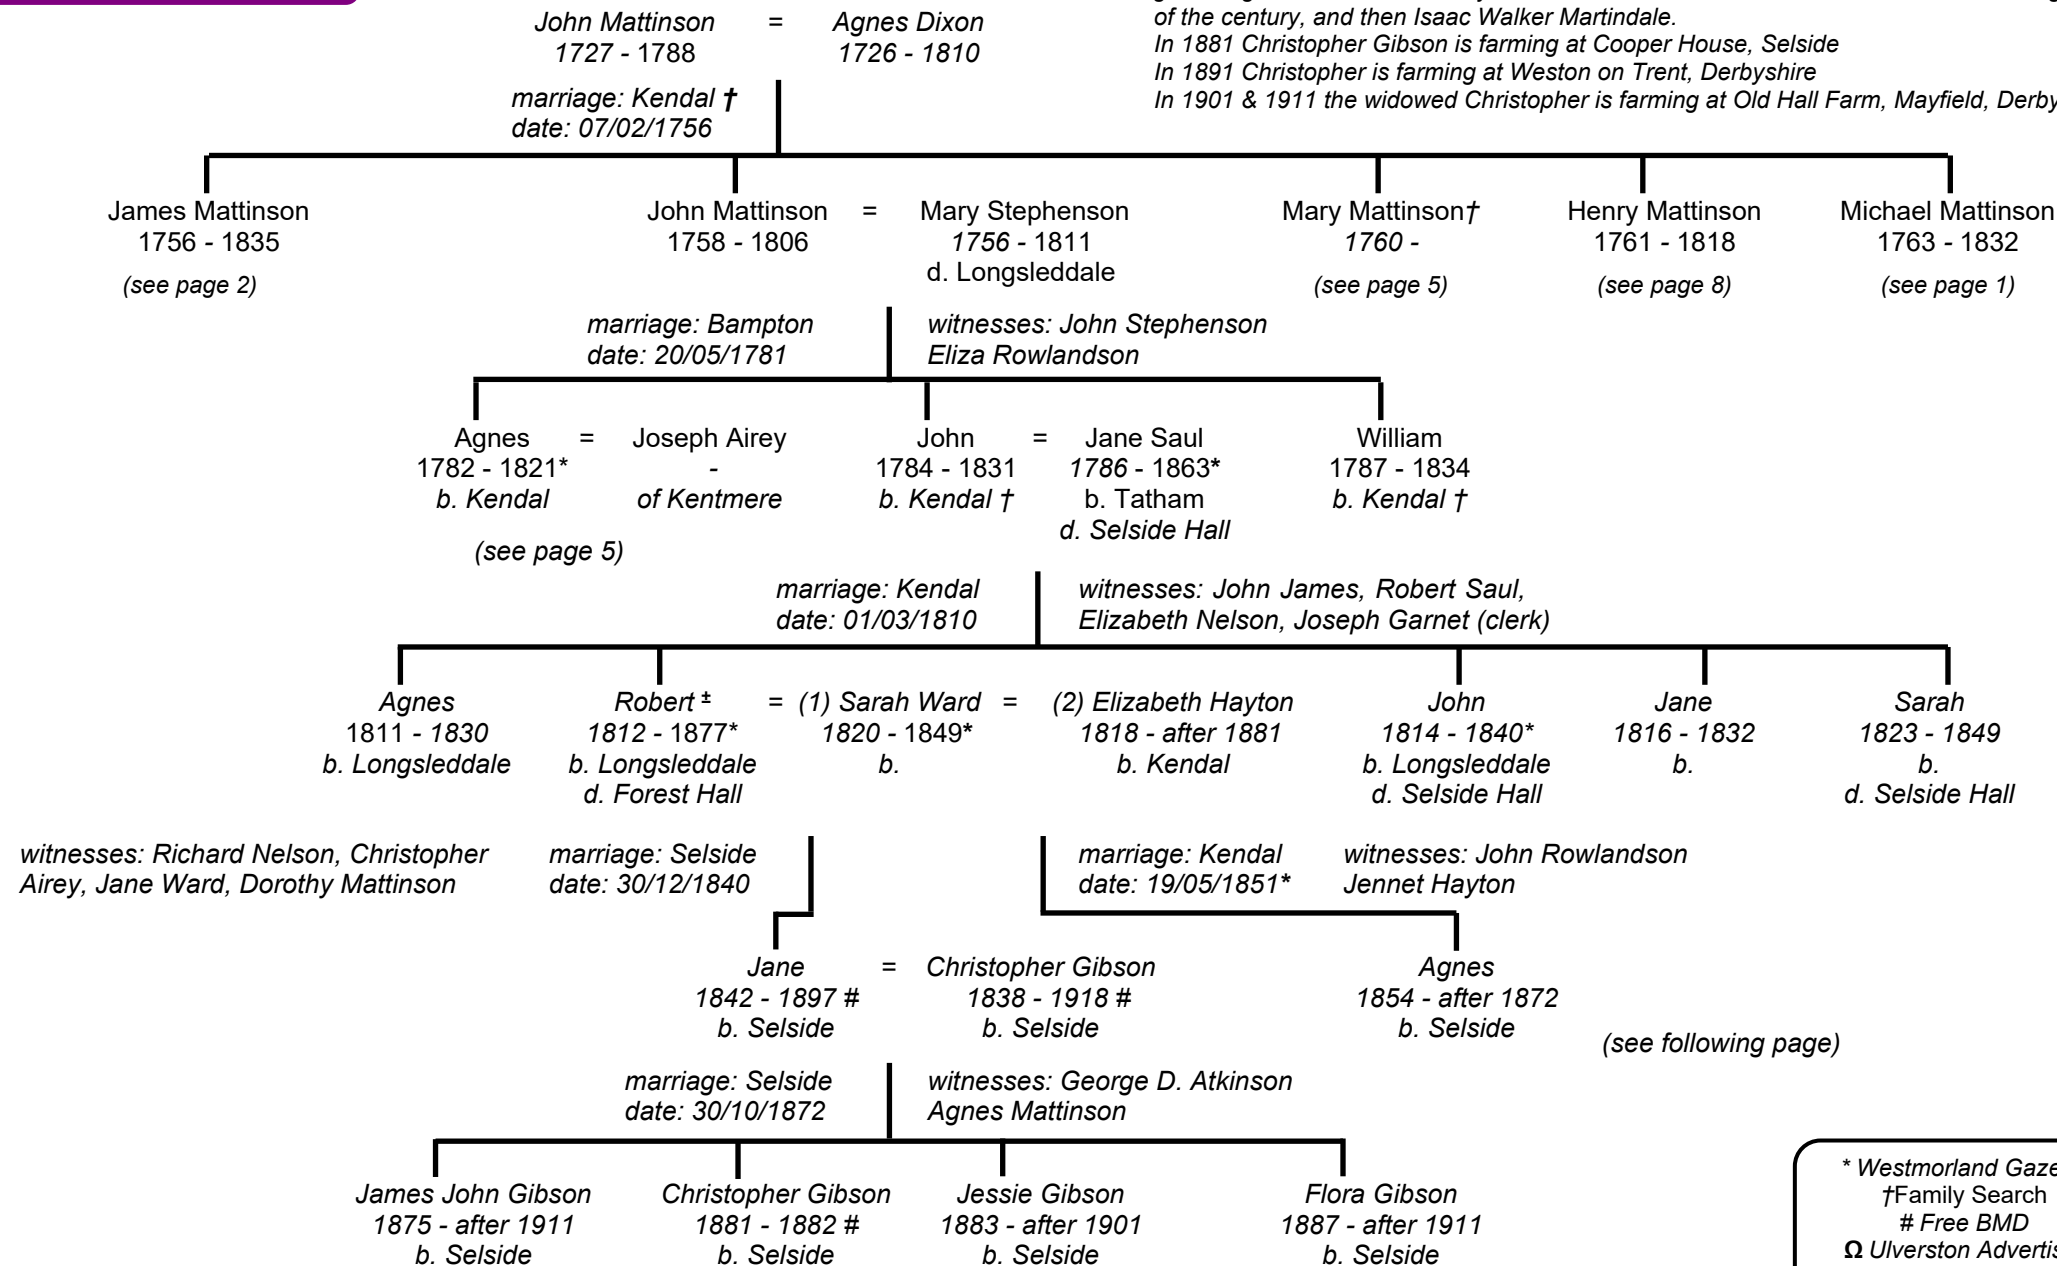 of the century, and then Isaac Walker Martindale.
In 1881 Christopher Gibson is farming at Cooper House, Selside
In 1891 Christopher is farming at Weston on Trent, Derbyshire
In 1901 & 1911 the widowed Christopher is farming at Old Hall Farm, Mayfield, Derby
John Mattinson = Agnes Dixon
1727 - 1788 1726 - 1810
marriage: Kendal †
date: 07/02/1756
James Mattinson John Mattinson = Mary Stephenson Mary Mattinson† Henry Mattinson Michael Mattinson
1756 - 1835 1758 - 1806 1756 - 1811 1760 - 1761 - 1818 1763 - 1832
d. Longsleddale
(see page 2) (see page 5) (see page 8) (see page 1)
marriage: Bampton witnesses: John Stephenson
date: 20/05/1781 Eliza Rowlandson
Agnes = Joseph Airey John = Jane Saul William
1782 - 1821* - 1784 - 1831 1786 - 1863* 1787 - 1834
b. Kendal of Kentmere b. Kendal † b. Tatham b. Kendal †
d. Selside Hall
(see page 5)
marriage: Kendal witnesses: John James, Robert Saul,
date: 01/03/1810 Elizabeth Nelson, Joseph Garnet (clerk)
Agnes Robert ± = (1) Sarah Ward = (2) Elizabeth Hayton John Jane Sarah
1811 - 1830 1812 - 1877* 1820 - 1849* 1818 - after 1881 1814 - 1840* 1816 - 1832 1823 - 1849
b. Longsleddale b. Longsleddale b. b. Kendal b. Longsleddale b. b.
d. Forest Hall d. Selside Hall d. Selside Hall
witnesses: Richard Nelson, Christopher marriage: Selside marriage: Kendal witnesses: John Rowlandson
Airey, Jane Ward, Dorothy Mattinson date: 30/12/1840 date: 19/05/1851* Jennet Hayton
Jane = Christopher Gibson Agnes
1842 - 1897 # 1838 - 1918 # 1854 - after 1872
b. Selside b. Selside b. Selside
(see following page)
marriage: Selside witnesses: George D. Atkinson
date: 30/10/1872 Agnes Mattinson
James John Gibson Christopher Gibson Jessie Gibson Flora Gibson
1875 - after 1911 1881 - 1882 # 1883 - after 1901 1887 - after 1911
b. Selside b. Selside b. Selside b. Selside
* Westmorland Gaze
†Family Search
# Free BMD
Ω Ulverston Advertis